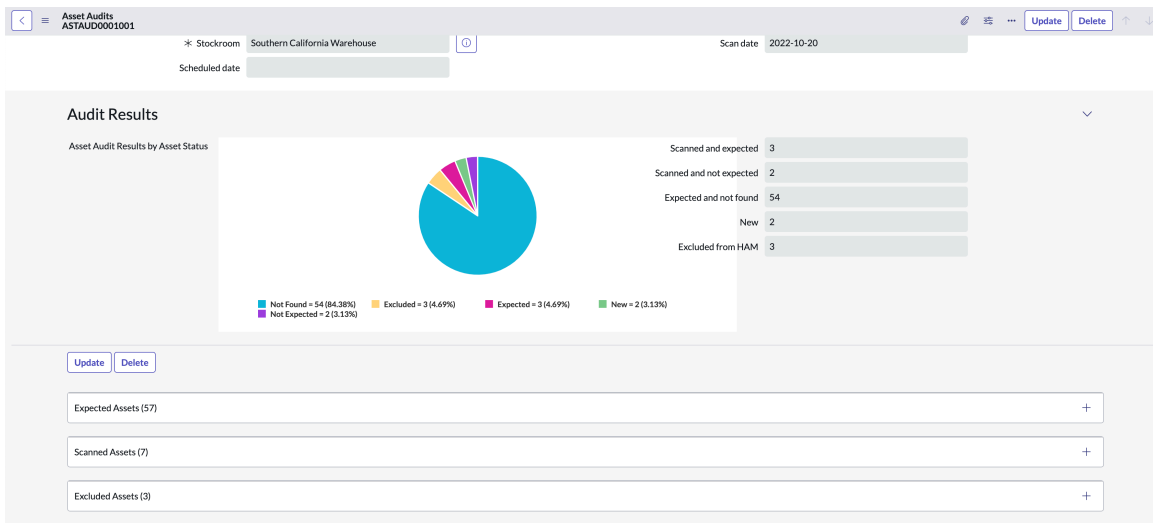 Asset Audits
ASTAUD0001001
Update Delete
Stockroom Southern California Warehouse
Scan date 2022-10-20
Scheduled date
Audit Results
Asset Audit Results by Asset Status
Scanned and expected 3
Scanned and not expected 2
Expected and not found 54
New 2
Excluded from HAM 3
Not Found = 54 (84.38%) Excluded = 3 (4.69%) Expected = 3 (4.69%) New = 2 (3.13%)
Not Expected = 2 (3.13%)
Update Delete
Expected Assets (57)
Scanned Assets (7)
Excluded Assets (3)